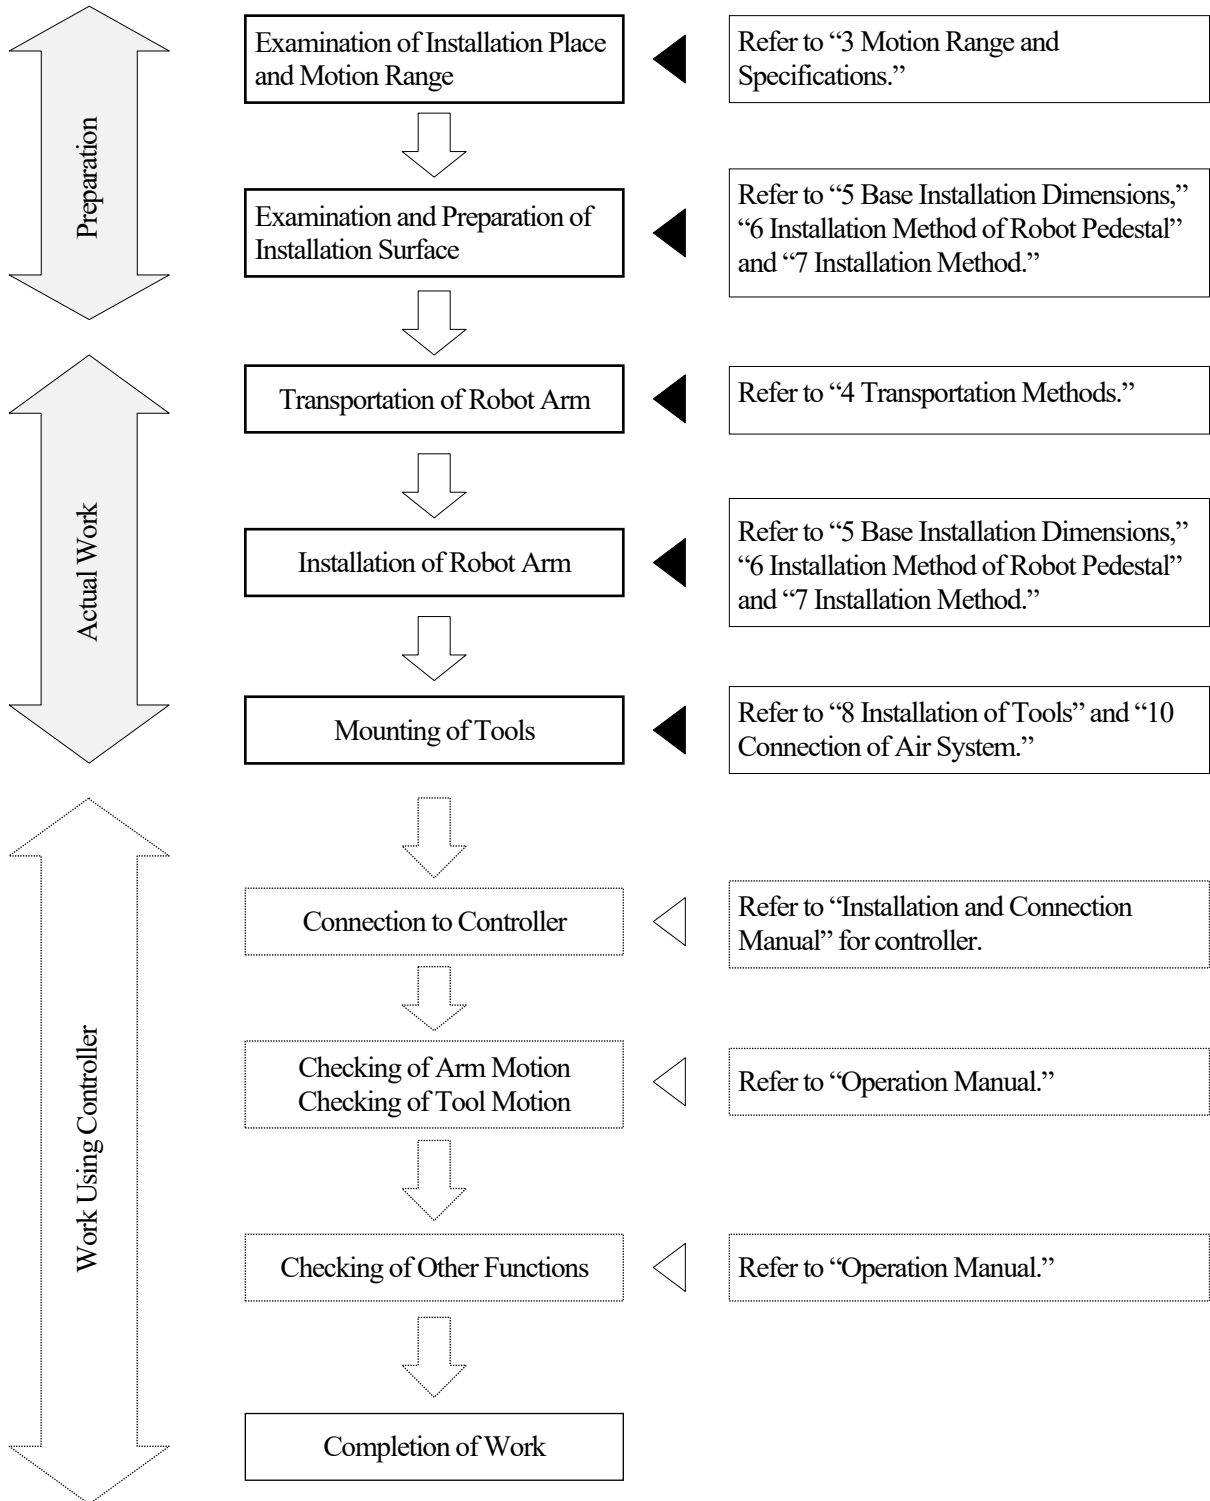 Preparation
Examination of Installation Place
and Motion Range
Refer to “3 Motion Range and
Specifications.”
Examination and Preparation of
Installation Surface
Refer to “5 Base Installation Dimensions,”
“6 Installation Method of Robot Pedestal”
and “7 Installation Method.”
Actual Work
Transportation of Robot Arm
Refer to “4 Transportation Methods.”
Installation of Robot Arm
Refer to “5 Base Installation Dimensions,”
“6 Installation Method of Robot Pedestal”
and “7 Installation Method.”
Mounting of Tools
Refer to “8 Installation of Tools” and “10
Connection of Air System.”
Work Using Controller
Connection to Controller
Refer to “Installation and Connection
Manual” for controller.
Checking of Arm Motion
Checking of Tool Motion
Refer to “Operation Manual.”
Checking of Other Functions
Refer to “Operation Manual.”
Completion of Work